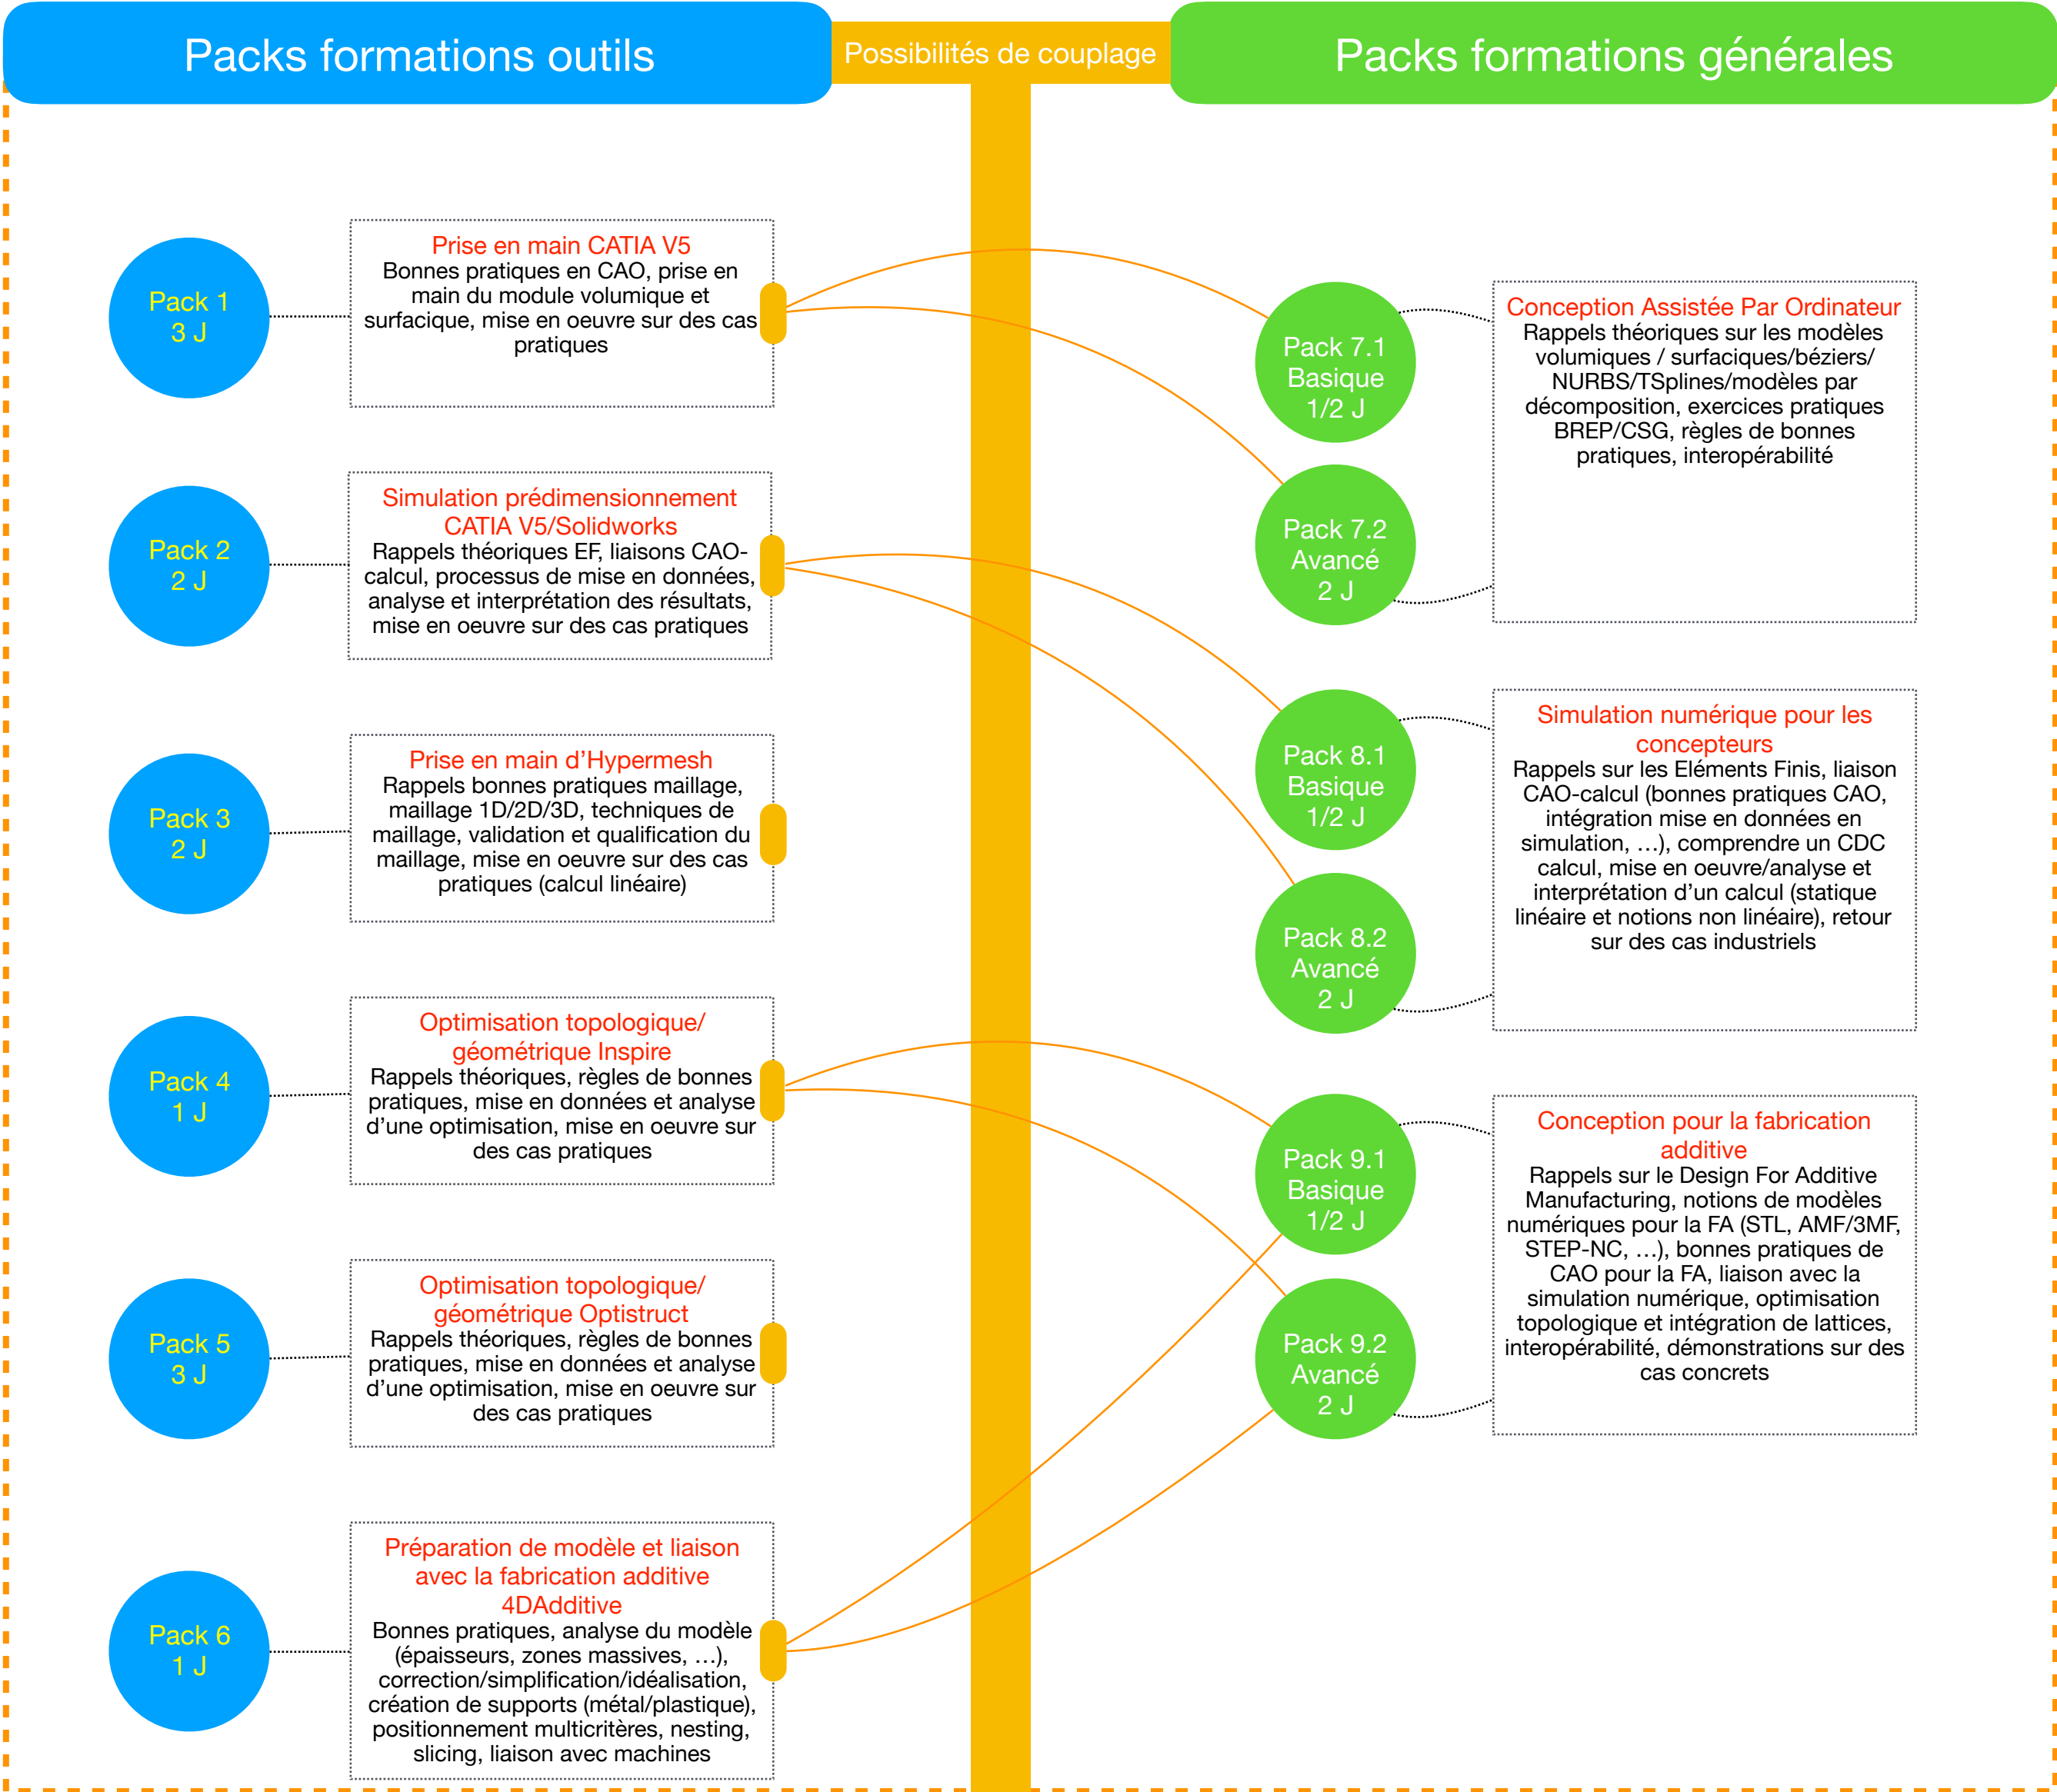 Packs formations outils
Possibilités de couplage
Packs formations générales
Pack 1
3 J
Prise en main CATIA V5
Bonnes pratiques en CAO, prise en
main du module volumique et
surfacique, mise en oeuvre sur des cas
pratiques
Pack 2
2 J
Simulation prédimensionnement
CATIA V5/Solidworks
Rappels théoriques EF, liaisons CAO-
calcul, processus de mise en données,
analyse et interprétation des résultats,
mise en oeuvre sur des cas pratiques
Pack 3
2 J
Prise en main d’Hypermesh
Rappels bonnes pratiques maillage,
maillage 1D/2D/3D, techniques de
maillage, validation et qualification du
maillage, mise en oeuvre sur des cas
pratiques (calcul linéaire)
Pack 4
1 J
Optimisation topologique/
géométrique Inspire
Rappels théoriques, règles de bonnes
pratiques, mise en données et analyse
d’une optimisation, mise en oeuvre sur
des cas pratiques
Pack 5
3 J
Optimisation topologique/
géométrique Optistruct
Rappels théoriques, règles de bonnes
pratiques, mise en données et analyse
d’une optimisation, mise en oeuvre sur
des cas pratiques
Pack 6
1 J
Préparation de modèle et liaison
avec la fabrication additive
4DAdditive
Bonnes pratiques, analyse du modèle
(épaisseurs, zones massives, …),
correction/simplification/idéalisation,
création de supports (métal/plastique),
positionnement multicritères, nesting,
slicing, liaison avec machines
Pack 7.1
Basique
1/2 J
Pack 7.2
Avancé
2 J
Conception Assistée Par Ordinateur
Rappels théoriques sur les modèles
volumiques / surfaciques/béziers/
NURBS/TSplines/modèles par
décomposition, exercices pratiques
BREP/CSG, règles de bonnes
pratiques, interopérabilité
Pack 8.1
Basique
1/2 J
Pack 8.2
Avancé
2 J
Simulation numérique pour les
concepteurs
Rappels sur les Eléments Finis, liaison
CAO-calcul (bonnes pratiques CAO,
intégration mise en données en
simulation, …), comprendre un CDC
calcul, mise en oeuvre/analyse et
interprétation d’un calcul (statique
linéaire et notions non linéaire), retour
sur des cas industriels
Pack 9.1
Basique
1/2 J
Pack 9.2
Avancé
2 J
Conception pour la fabrication
additive
Rappels sur le Design For Additive
Manufacturing, notions de modèles
numériques pour la FA (STL, AMF/3MF,
STEP-NC, …), bonnes pratiques de
CAO pour la FA, liaison avec la
simulation numérique, optimisation
topologique et intégration de lattices,
interopérabilité, démonstrations sur des
cas concrets